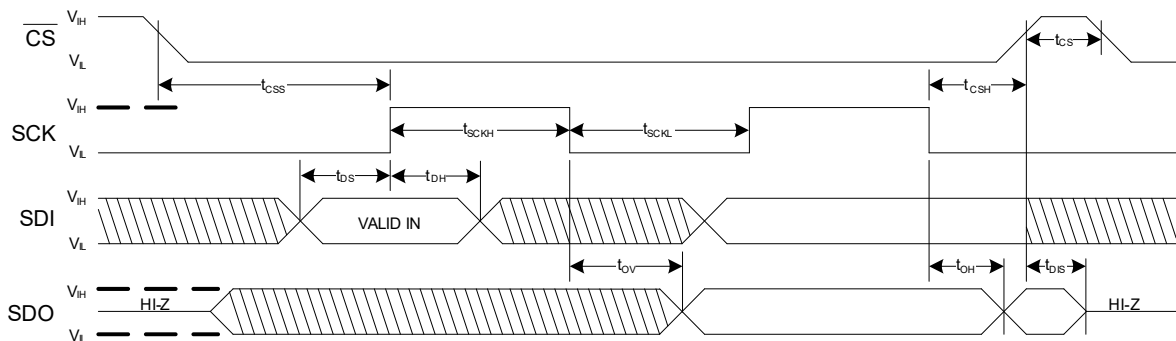 V_IH
CS
t_CS
V_IL
t_CSS
t_CSH
V_IH
SCK
t_SCKH
t_SCKL
V_IL
t_DS
t_DH
V_IH
SDI
VALID IN
V_IL
t_OV
t_OH
t_DIS
V_IH
SDO
HI-Z
HI-Z
V_IL